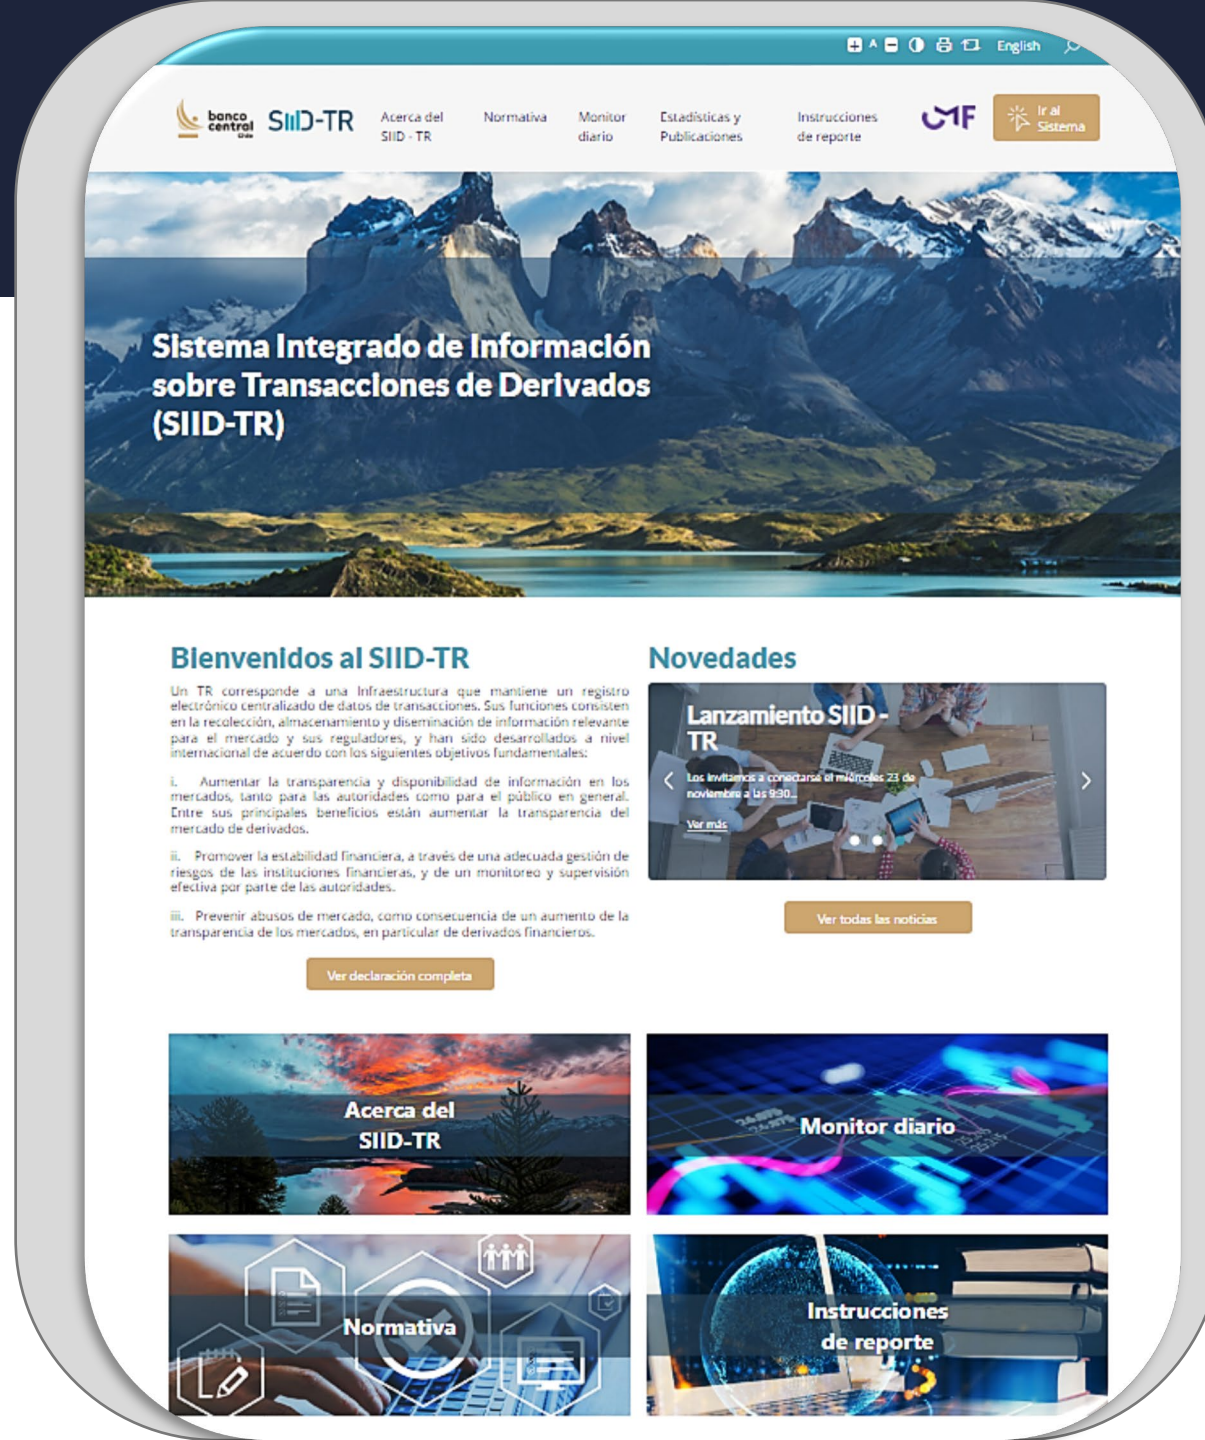 A
English
banco
central
Chile
SIID-TR
Acerca del
SIID - TR
Normativa
Monitor
diario
Estadísticas y
Publicaciones
Instrucciones
de reporte
CMF
Ir al
Sistema
Sistema Integrado de Información
sobre Transacciones de Derivados
(SIID-TR)
Bienvenidos al SIID-TR
Un TR corresponde a una Infraestructura que mantiene un registro
electrónico centralizado de datos de transacciones. Sus funciones consisten
en la recolección, almacenamiento y diseminación de información relevante
para el mercado y sus reguladores, y han sido desarrollados a nivel
internacional de acuerdo con los siguientes objetivos fundamentales:
i. Aumentar la transparencia y disponibilidad de información en los
mercados, tanto para las autoridades como para el público en general.
Entre sus principales beneficios están aumentar la transparencia del
mercado de derivados.
ii. Promover la estabilidad financiera, a través de una adecuada gestión de
riesgos de las instituciones financieras, y de un monitoreo y supervisión
efectiva por parte de las autoridades.
iii. Prevenir abusos de mercado, como consecuencia de un aumento de la
transparencia de los mercados, en particular de derivados financieros.
Ver declaración completa
Novedades
Lanzamiento SIID -
TR
Los invitamos a conectarse el miércoles 23 de
noviembre a las 9:30...
Ver más
Ver todas las noticias
Acerca del
SIID-TR
Monitor diario
Normativa
Instrucciones
de reporte